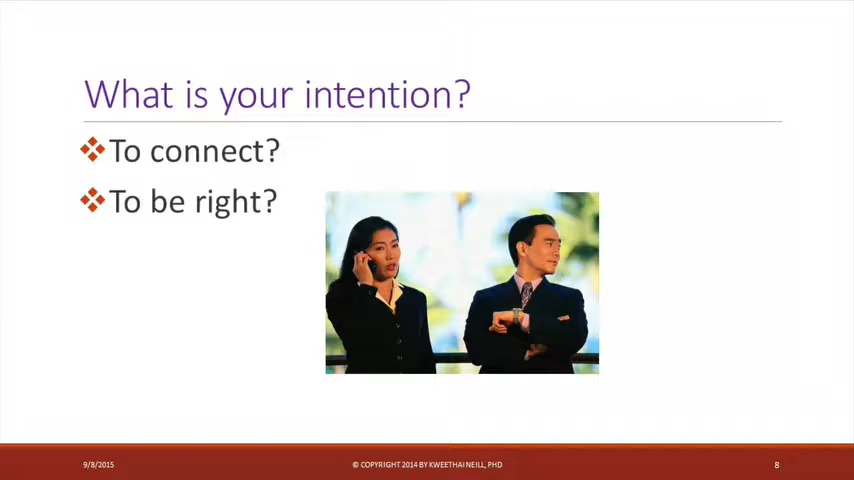 What is your intention?
To connect?
To be right?
9/8/2015
© COPYRIGHT 2014 BY KWEETHAI NEILL, PHD
8